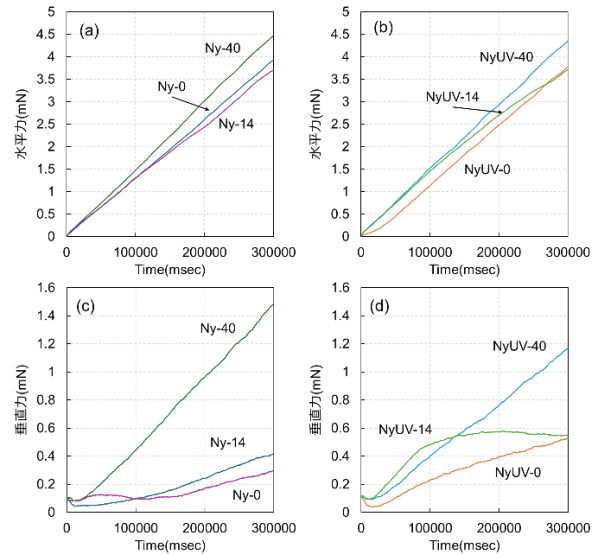 (a)
5
4.5
4
3.5
3
2.5
2
1.5
1
0.5
0
水平力(mN)
Ny-40
Ny-0
Ny-14
0 100000 200000 300000
Time(msec)
(b)
5
4.5
4
3.5
3
2.5
2
1.5
1
0.5
0
水平力(mN)
NyUV-40
NyUV-14
NyUV-0
0 100000 200000 300000
Time(msec)
(c)
1.6
1.4
1.2
1
0.8
0.6
0.4
0.2
0
垂直力(mN)
Ny-40
Ny-14
Ny-0
0 100000 200000 300000
Time(msec)
(d)
1.6
1.4
1.2
1
0.8
0.6
0.4
0.2
0
垂直力(mN)
NyUV-40
NyUV-14
NyUV-0
0 100000 200000 300000
Time(msec)